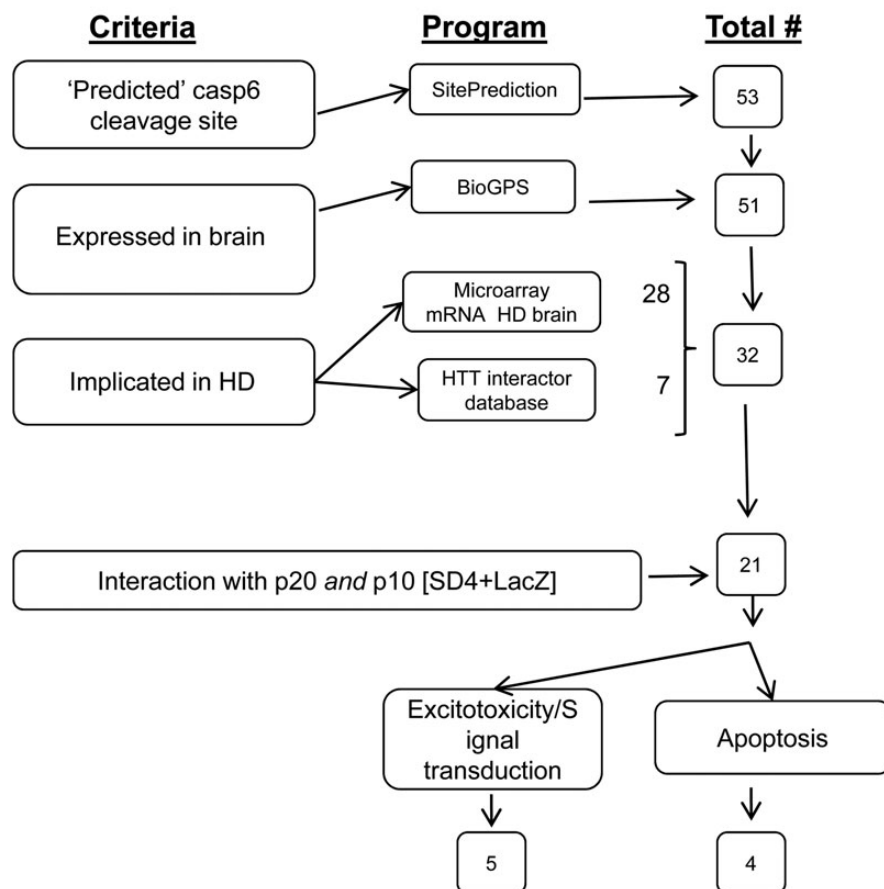 Criteria
Program
Total #
‘Predicted’ casp6
cleavage site
SitePrediction
53
Expressed in brain
BioGPS
51
Implicated in HD
Microarray
mRNA HD brain
28
HTT interactor
database
7
32
Interaction with p20 and p10 [SD4+LacZ]
21
Excitotoxicity/S
ignal
transduction
Apoptosis
5
4